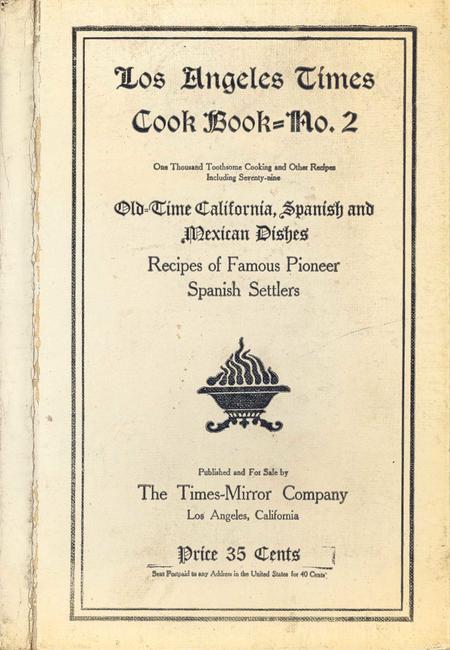 Los Angeles Times
Cook Book=No. 2
One Thousand Toothsome Cooking and Other Recipes
Including Seventy-nine
Old=Time California, Spanish and
Mexican Dishes
Recipes of Famous Pioneer
Spanish Settlers
Published and For Sale by
The Times-Mirror Company
Los Angeles, California
Price 35 Cents
Sent Postpaid to any Address in the United States for 40 Cents